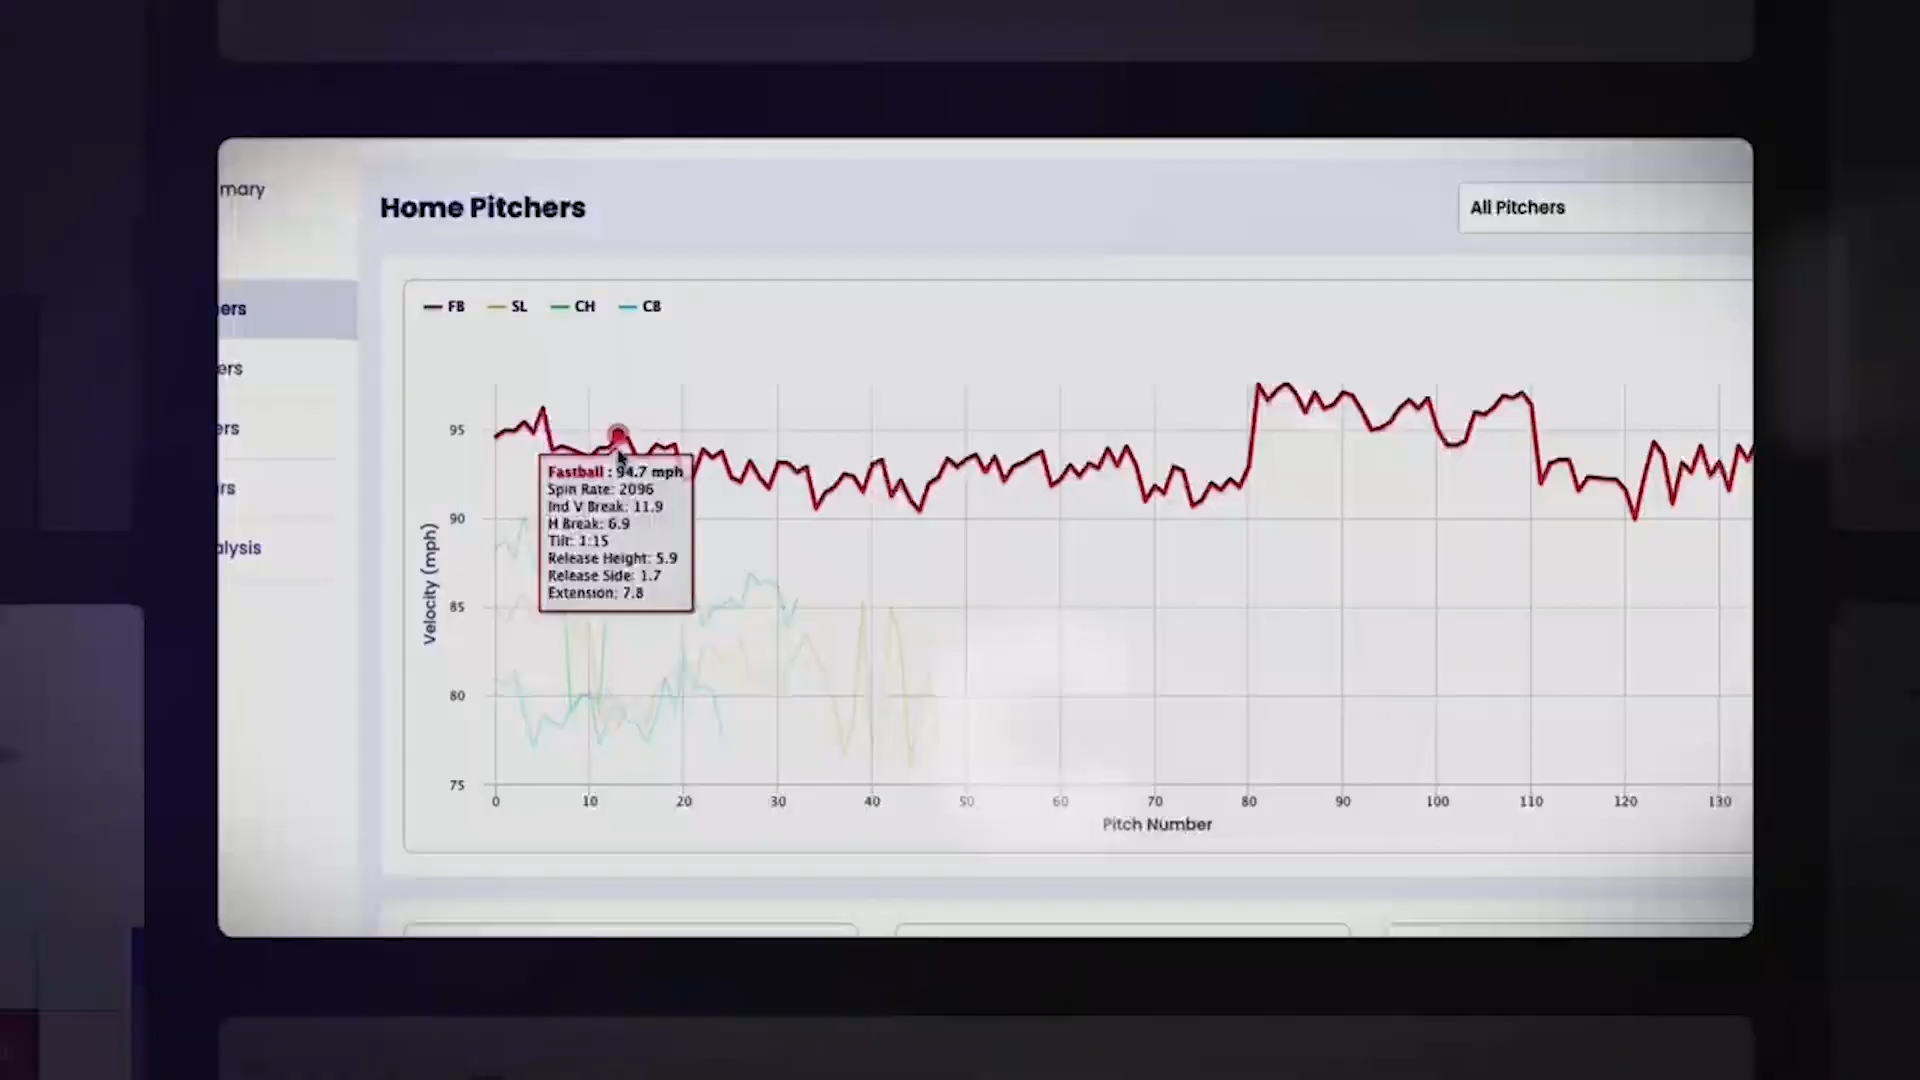 mary
Home Pitchers
All Pitchers
ers
ers
ers
rs
alysis
FB SL CH CB
95
90
85
80
75
Velocity (mph)
Fastball : 94.7 mph
Spin Rate: 2096
Ind V Break: 11.9
H Break: 6.9
Tilt: 1:15
Release Height: 5.9
Release Side: 1.7
Extension: 7.8
0 10 20 30 40 50 60 70 80 90 100 110 120 130
Pitch Number